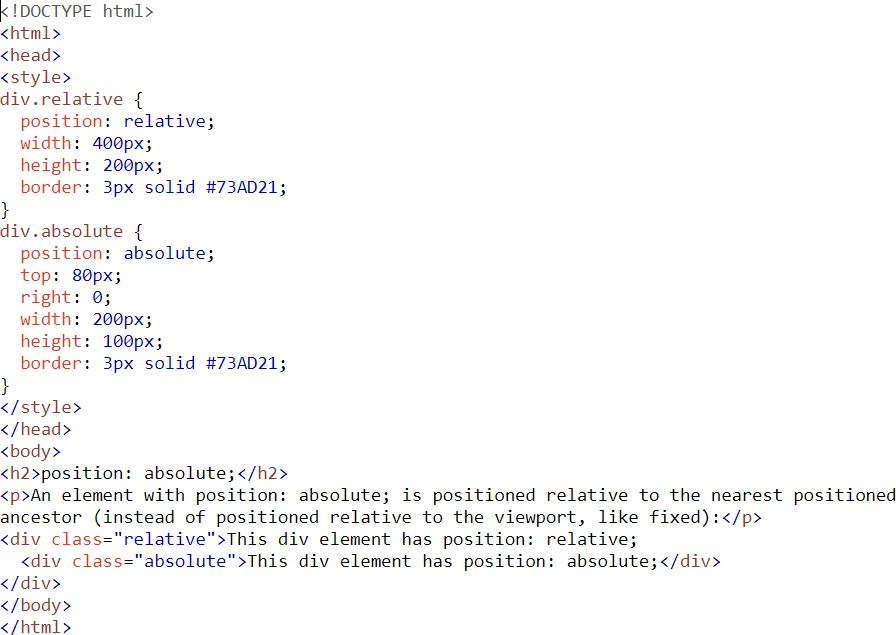 <!DOCTYPE html>
<html>
<head>
<style>
div.relative {
  position: relative;
  width: 400px;
  height: 200px;
  border: 3px solid #73AD21;
}
div.absolute {
  position: absolute;
  top: 80px;
  right: 0;
  width: 200px;
  height: 100px;
  border: 3px solid #73AD21;
}
</style>
</head>
<body>
<h2>position: absolute;</h2>
<p>An element with position: absolute; is positioned relative to the nearest positioned
ancestor (instead of positioned relative to the viewport, like fixed):</p>
<div class="relative">This div element has position: relative;
  <div class="absolute">This div element has position: absolute;</div>
</div>
</body>
</html>